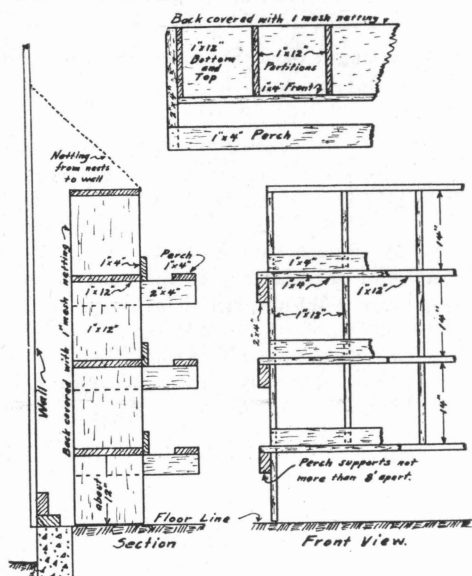 Back covered with 1 mesh netting
1"x12"
Bottom
and
Top
1"x12"
Partitions
1"x4" Front
2"x4"
1"x4" Perch
Netting
from nests
to wall
Back covered with 1" mesh netting
Wall
1"x4"
Perch
1"x4"
1"x12"
2"x4"
1"x12"
about
12"
Floor Line
Section
1"x4"
1"x4"
1"x12"
1"x12"
2"x4"
14"
14"
14"
Perch supports not
more than 8' apart.
Front View.